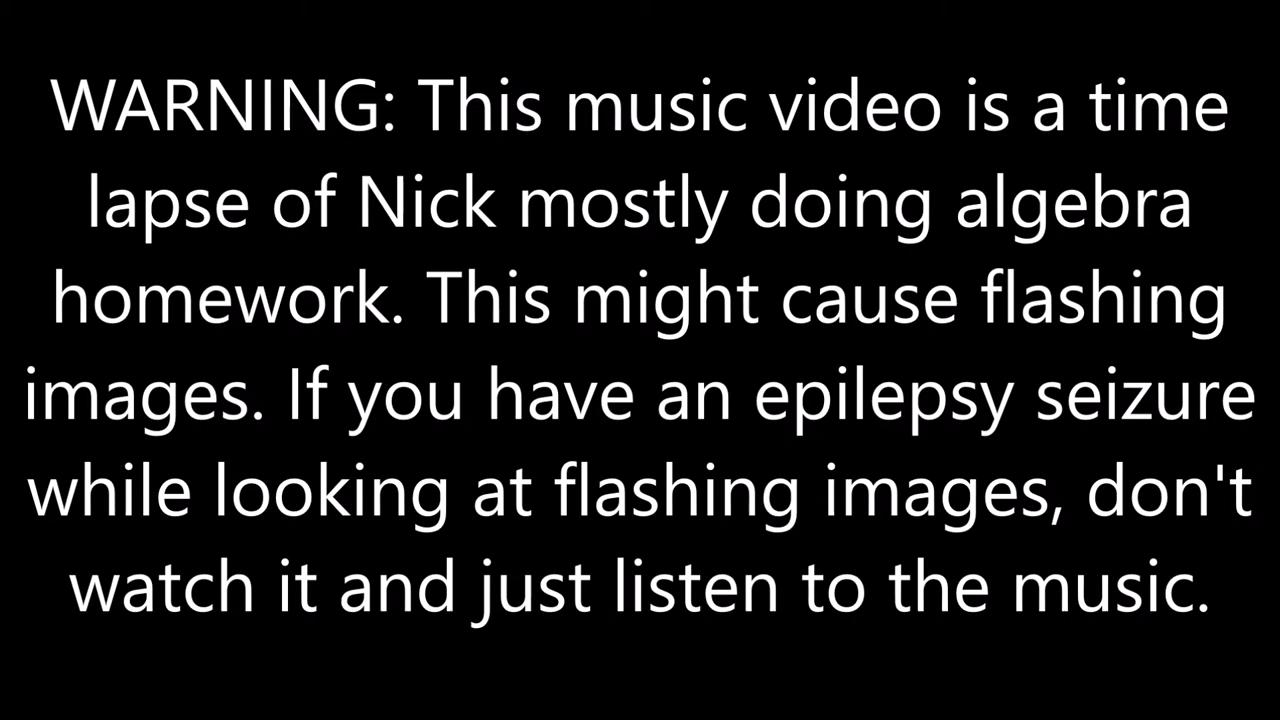 WARNING: This music video is a time
lapse of Nick mostly doing algebra
homework. This might cause flashing
images. If you have an epilepsy seizure
while looking at flashing images, don't
watch it and just listen to the music.